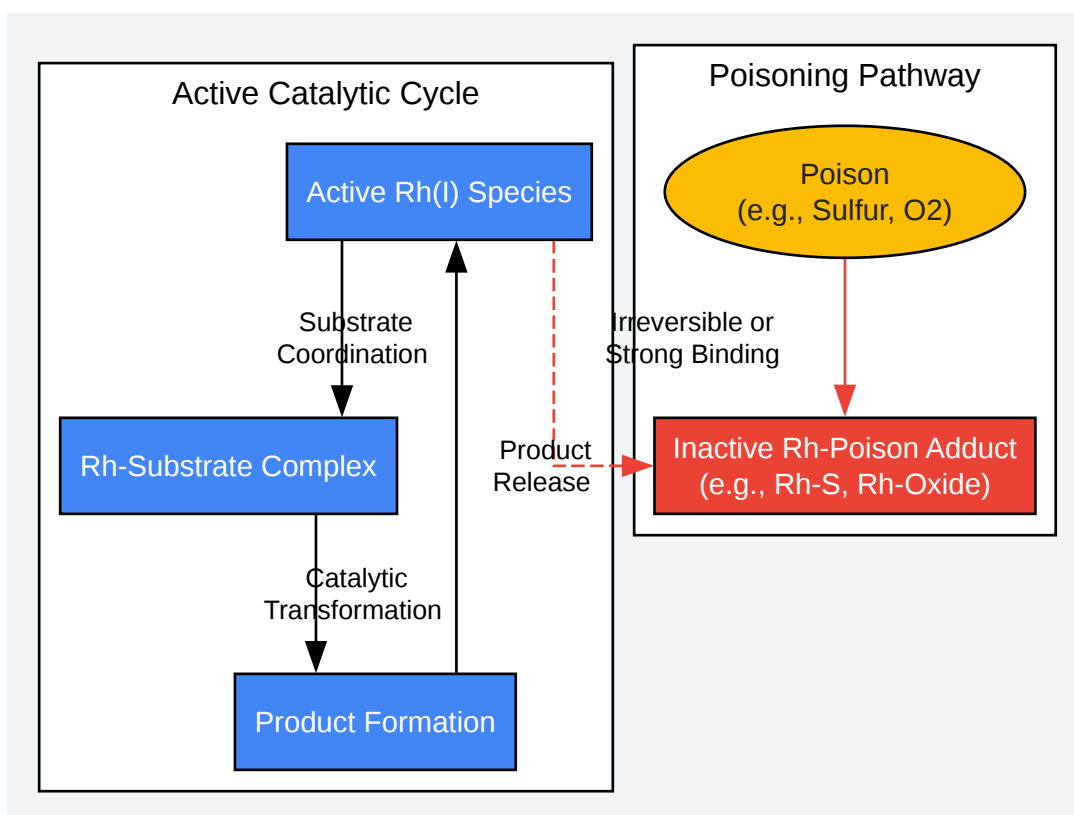 Active Catalytic Cycle
Active Rh(I) Species
Substrate
Coordination
Rh-Substrate Complex
Product
Release
Catalytic
Transformation
Product Formation
Poisoning Pathway
Poison
(e.g., Sulfur, O2)
Irreversible or
Strong Binding
Inactive Rh-Poison Adduct
(e.g., Rh-S, Rh-Oxide)